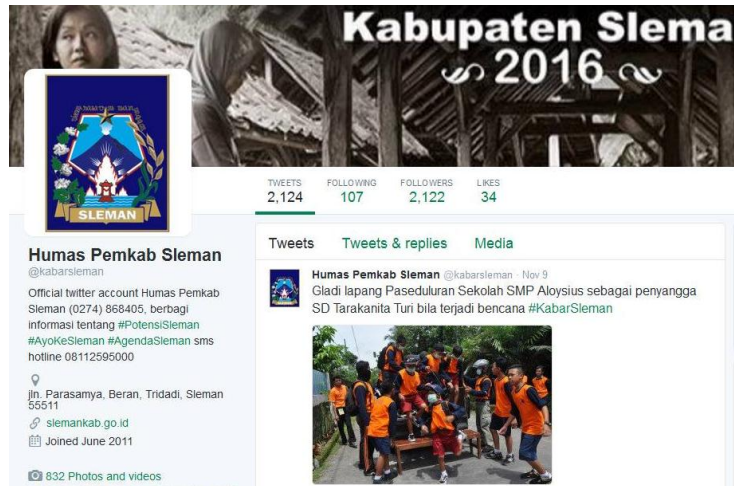 Kabupaten Slema
2016
SLEMAN
TWEETS
2,124
FOLLOWING
107
FOLLOWERS
2,122
LIKES
34
Humas Pemkab Sleman
@kabarsleman
Official twitter account Humas Pemkab
Sleman (0274) 868405, berbagi
informasi tentang #PotensiSleman
#AyoKeSleman #AgendaSleman sms
hotline 08112595000
jln. Parasamya, Beran, Tridadi, Sleman
55511
slemankab.go.id
Joined June 2011
832 Photos and videos
Tweets Tweets & replies Media
Humas Pemkab Sleman @kabarsleman · Nov 9
Gladi lapang Paseduluran Sekolah SMP Aloysius sebagai penyangga
SD Tarakanita Turi bila terjadi bencana #KabarSleman